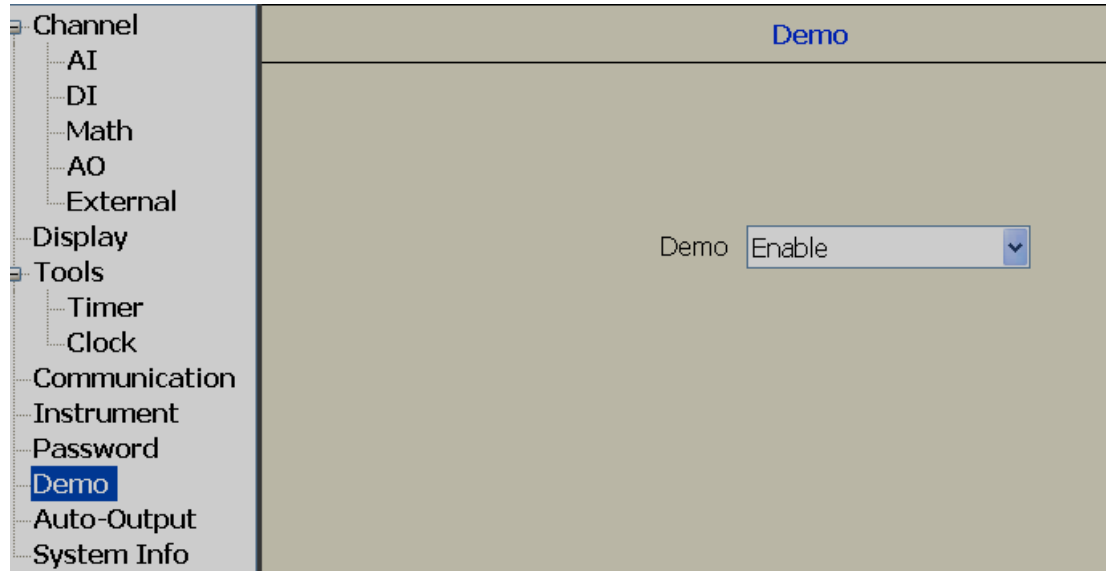 Channel
AI
DI
Math
AO
External
Display
Tools
Timer
Clock
Communication
Instrument
Password
Demo
Auto-Output
System Info
Demo
Demo Enable